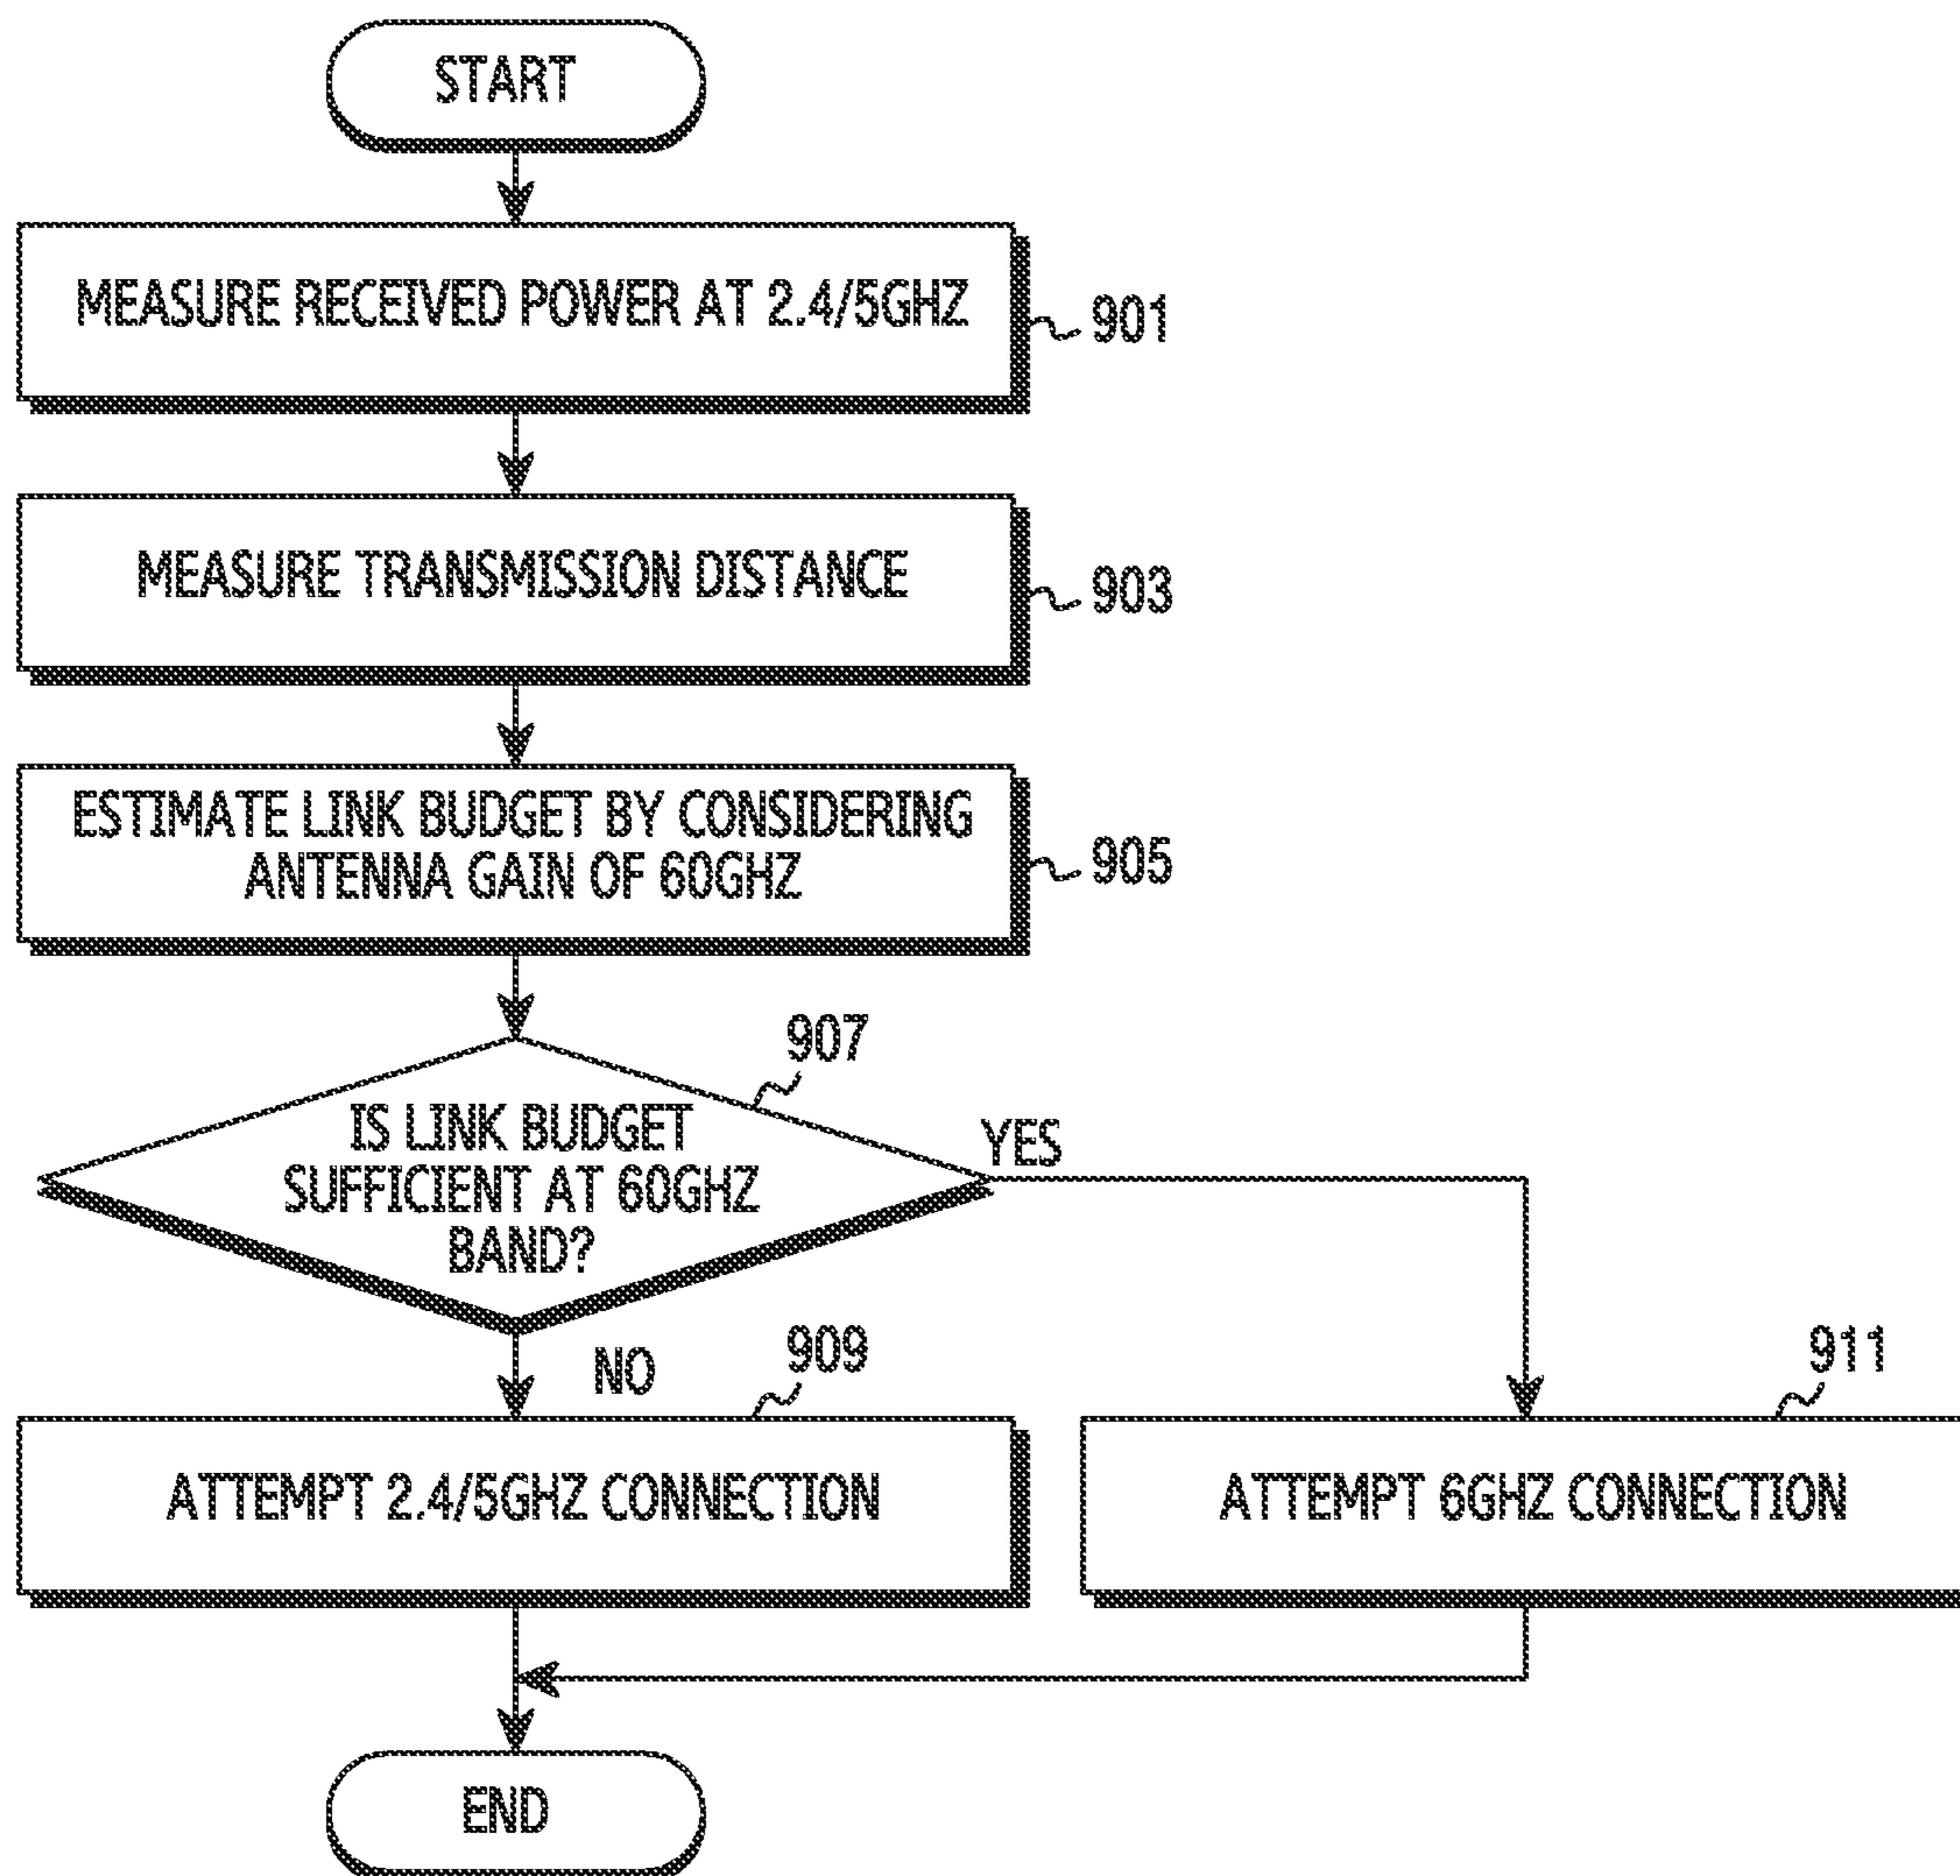 START
MEASURE RECEIVED POWER AT 2.4/5GHZ
901
MEASURE TRANSMISSION DISTANCE
903
ESTIMATE LINK BUDGET BY CONSIDERING
ANTENNA GAIN OF 60GHZ
905
907
IS LINK BUDGET
SUFFICIENT AT 60GHZ
BAND?
YES
NO
909
911
ATTEMPT 2.4/5GHZ CONNECTION
ATTEMPT 6GHZ CONNECTION
END